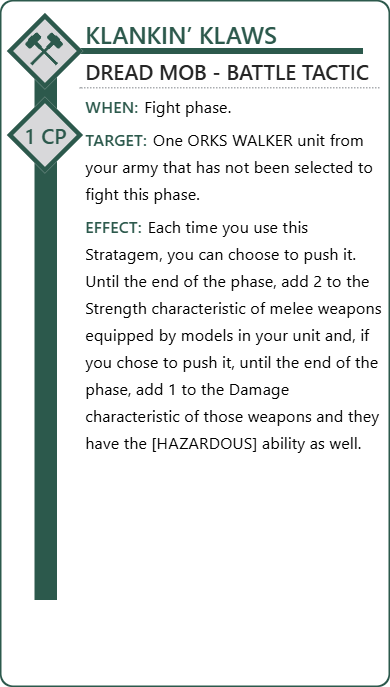 KLANKIN’ KLAWS
DREAD MOB - BATTLE TACTIC
WHEN: Fight phase.
1 CP
TARGET: One ORKS WALKER unit from
your army that has not been selected to
fight this phase.
EFFECT: Each time you use this
Stratagem, you can choose to push it.
Until the end of the phase, add 2 to the
Strength characteristic of melee weapons
equipped by models in your unit and, if
you chose to push it, until the end of the
phase, add 1 to the Damage
characteristic of those weapons and they
have the [HAZARDOUS] ability as well.